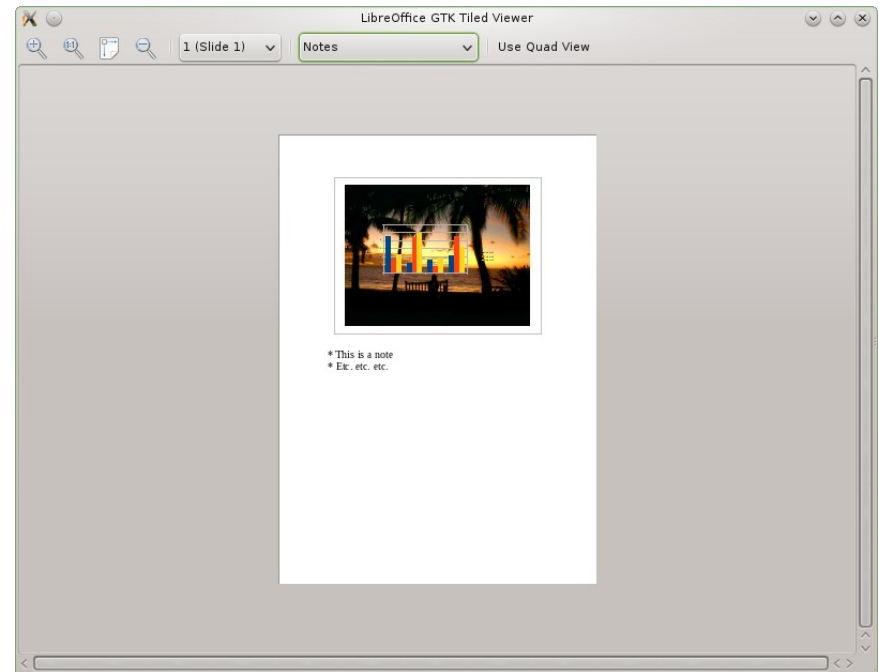 LibreOffice GTK Tiled Viewer
1 (Slide 1) Notes Use Quad View
* This is a note
* Etc. etc. etc.